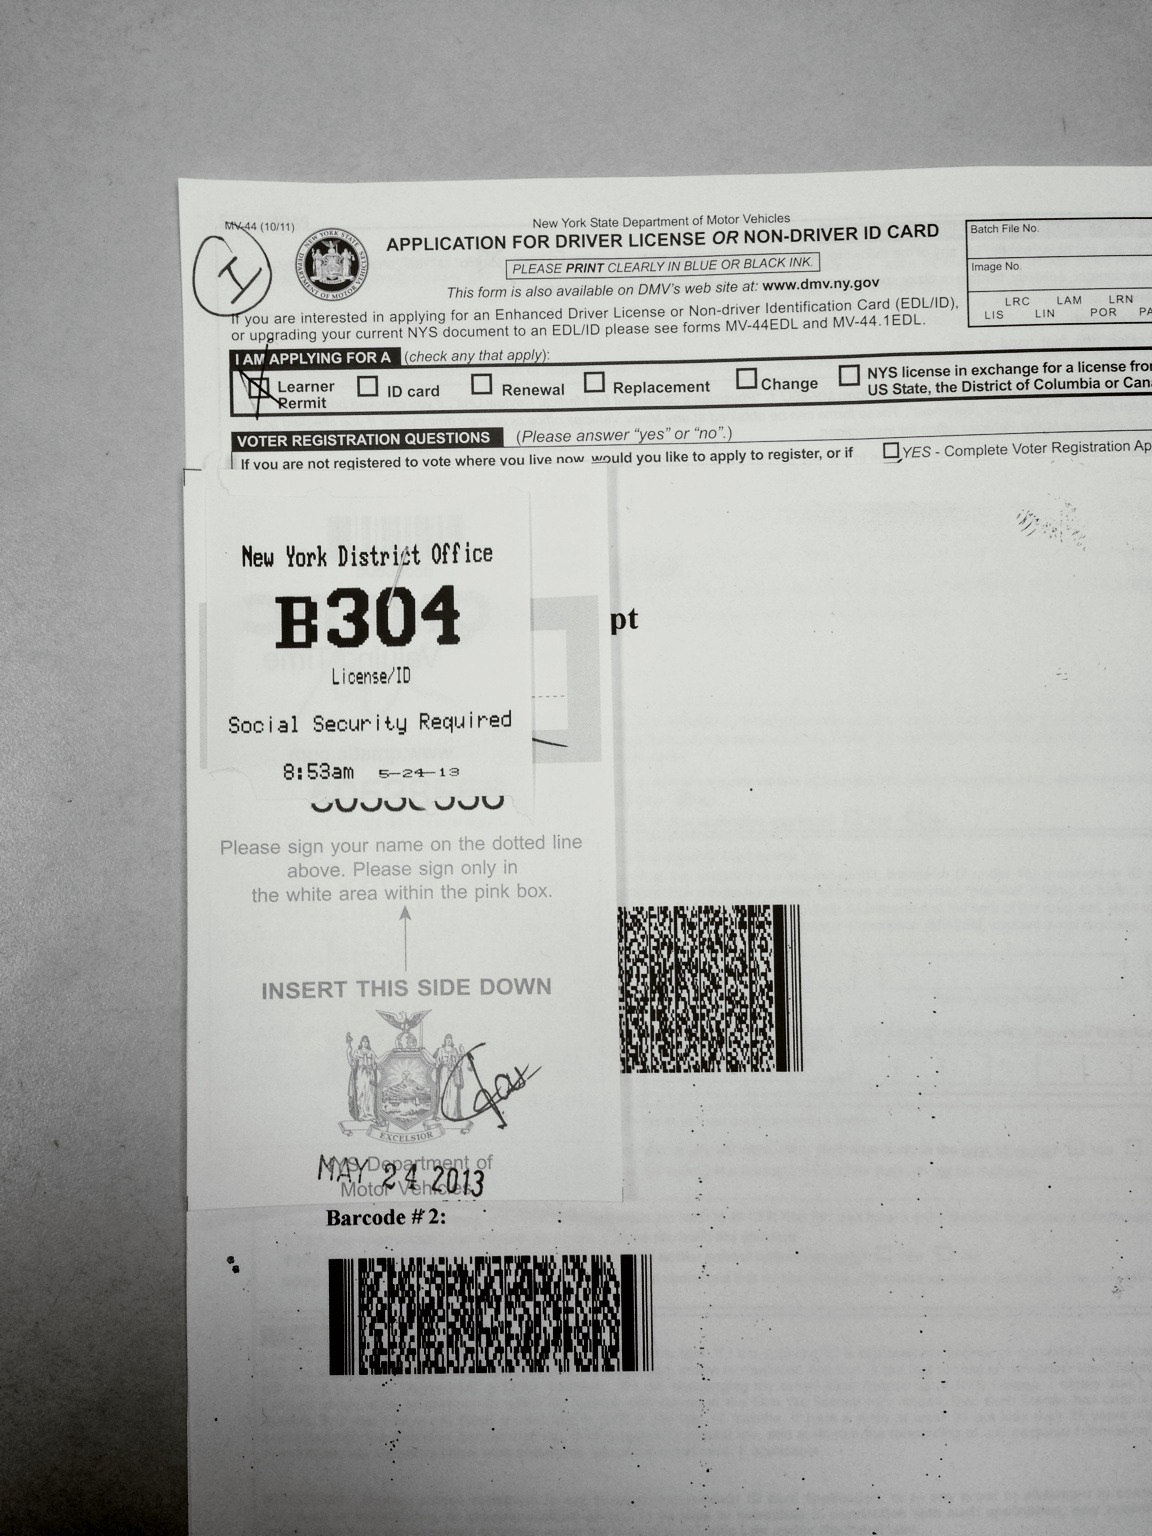 MV-44 (10/11)
I
New York State Department of Motor Vehicles
APPLICATION FOR DRIVER LICENSE OR NON-DRIVER ID CARD
PLEASE PRINT CLEARLY IN BLUE OR BLACK INK.
This form is also available on DMV's web site at: www.dmv.ny.gov
If you are interested in applying for an Enhanced Driver License or Non-driver Identification Card (EDL/ID),
or upgrading your current NYS document to an EDL/ID please see forms MV-44EDL and MV-44.1EDL.
Batch File No.
Image No.
LRC LAM LRN
LIS LIN POR PA
I AM APPLYING FOR A (check any that apply):
Learner Permit
ID card
Renewal
Replacement
Change
NYS license in exchange for a license fro
US State, the District of Columbia or Can
VOTER REGISTRATION QUESTIONS (Please answer "yes" or "no".)
If you are not registered to vote where you live now, would you like to apply to register, or if
YES - Complete Voter Registration Ap
New York District Office
B304
License/ID
Social Security Required
8:53am 5-24-13
pt
Please sign your name on the dotted line
above. Please sign only in
the white area within the pink box.
INSERT THIS SIDE DOWN
EXCELSIOR
NYS Department of
Motor Vehicles
MAY 24 2013
Barcode # 2: